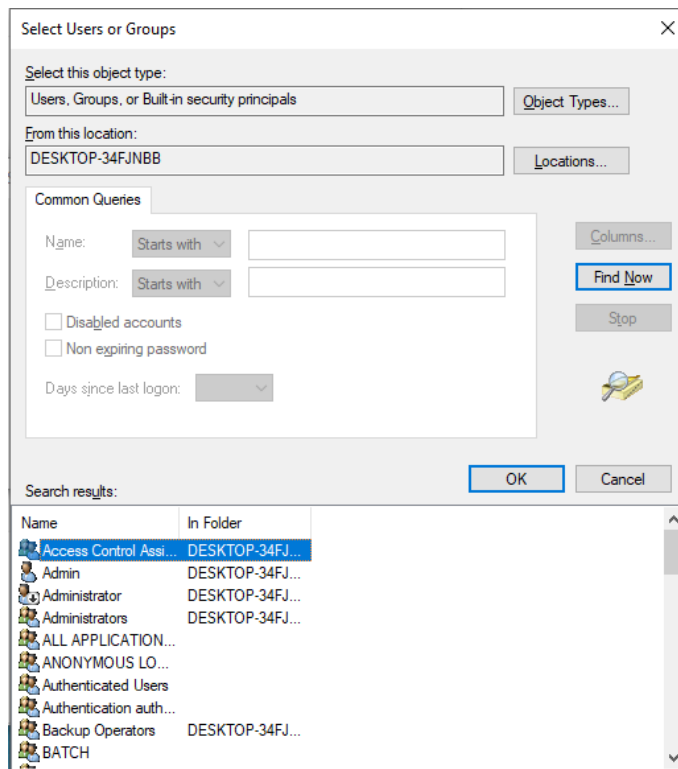 Select Users or Groups
Select this object type:
Users, Groups, or Built-in security principals
Object Types...
From this location:
DESKTOP-34FJNBB
Locations...
Common Queries
Name:
Starts with
Columns...
Description:
Starts with
Find Now
Disabled accounts
Stop
Non expiring password
Days since last logon:
OK
Cancel
Search results:
Name In Folder
Access Control Assi... DESKTOP-34FJ...
Admin DESKTOP-34FJ...
Administrator DESKTOP-34FJ...
Administrators DESKTOP-34FJ...
ALL APPLICATION...
ANONYMOUS LO...
Authenticated Users
Authentication auth...
Backup Operators DESKTOP-34FJ...
BATCH